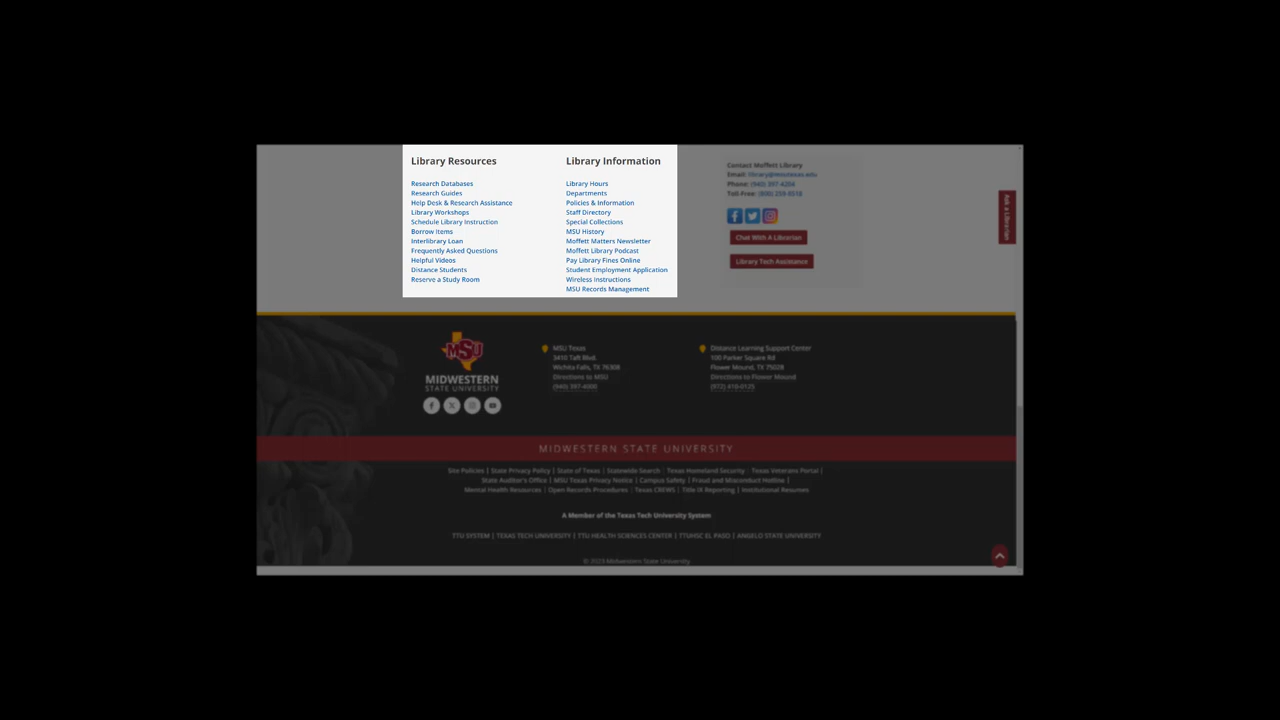 Library Resources
Research Databases
Research Guides
Help Desk & Research Assistance
Library Workshops
Schedule Library Instruction
Borrow Items
Interlibrary Loan
Frequently Asked Questions
Helpful Videos
Distance Students
Reserve a Study Room
Library Information
Library Hours
Departments
Policies & Information
Staff Directory
Special Collections
MSU History
Moffett Matters Newsletter
Moffett Library Podcast
Pay Library Fines Online
Student Employment Application
Wireless Instructions
MSU Records Management
Contact Moffett Library
Email: library@msutexas.edu
Phone: (940) 397-4204
Toll-Free: (800) 259-8518
Chat With A Librarian
Library Tech Assistance
Ask a Librarian
MSU
MIDWESTERN
STATE UNIVERSITY
MSU Texas
3410 Taft Blvd.
Wichita Falls, TX 76308
Directions to MSU
(940) 397-4000
Distance Learning Support Center
100 Parker Square Rd
Flower Mound, TX 75028
Directions to Flower Mound
(972) 410-0125
MIDWESTERN STATE UNIVERSITY
Site Policies | State Privacy Policy | State of Texas | Statewide Search | Texas Homeland Security | Texas Veterans Portal |
State Auditor's Office | MSU Texas Privacy Notice | Campus Safety | Fraud and Misconduct Hotline |
Mental Health Resources | Open Records Procedures | Texas CREWS | Title IX Reporting | Institutional Resumes
A Member of the Texas Tech University System
TTU SYSTEM | TEXAS TECH UNIVERSITY | TTU HEALTH SCIENCES CENTER | TTUHSC EL PASO | ANGELO STATE UNIVERSITY
© 2023 Midwestern State University